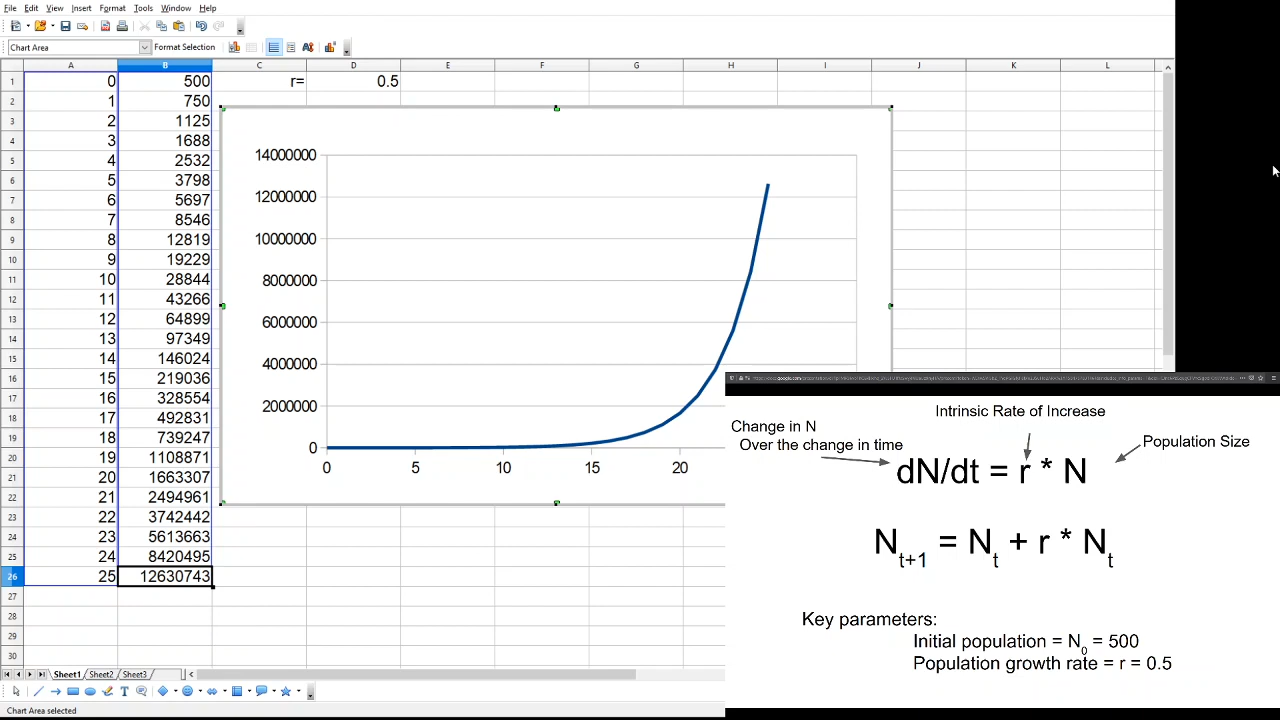 File Edit View Insert Format Tools Window Help
Chart Area Format Selection
A B C D E F G H I J K L
1 0 500 r= 0.5
2 1 750
3 2 1125
4 3 1688
5 4 2532
6 5 3798
7 6 5697
8 7 8546
9 8 12819
10 9 19229
11 10 28844
12 11 43266
13 12 64899
14 13 97349
15 14 146024
16 15 219036
17 16 328554
18 17 492831
19 18 739247
20 19 1108871
21 20 1663307
22 21 2494961
23 22 3742442
24 23 5613663
25 24 8420495
26 25 12630743
27
28
29
30
14000000
12000000
10000000
8000000
6000000
4000000
2000000
0
0 5 10 15 20
Intrinsic Rate of Increase
Change in N
Over the change in time
Population Size
dN/dt = r * N
Nt+1 = Nt + r * Nt
Key parameters:
Initial population = N0 = 500
Population growth rate = r = 0.5
Sheet1 Sheet2 Sheet3
Chart Area selected